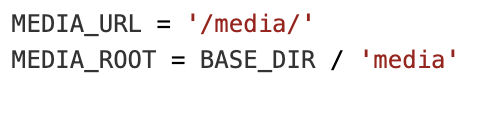 MEDIA_URL = '/media/'
MEDIA_ROOT = BASE_DIR / 'media'